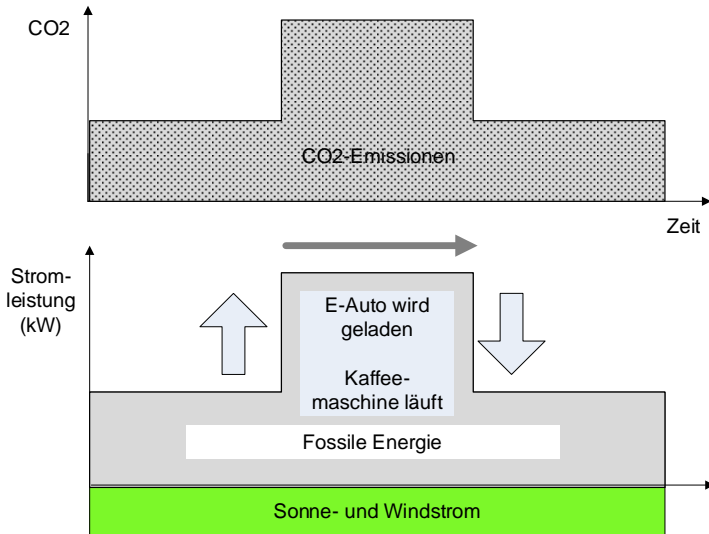 CO2
CO2-Emissionen
Zeit
Strom-
leistung
(kW)
E-Auto wird
geladen
Kaffee-
maschine läuft
Fossile Energie
Sonne- und Windstrom